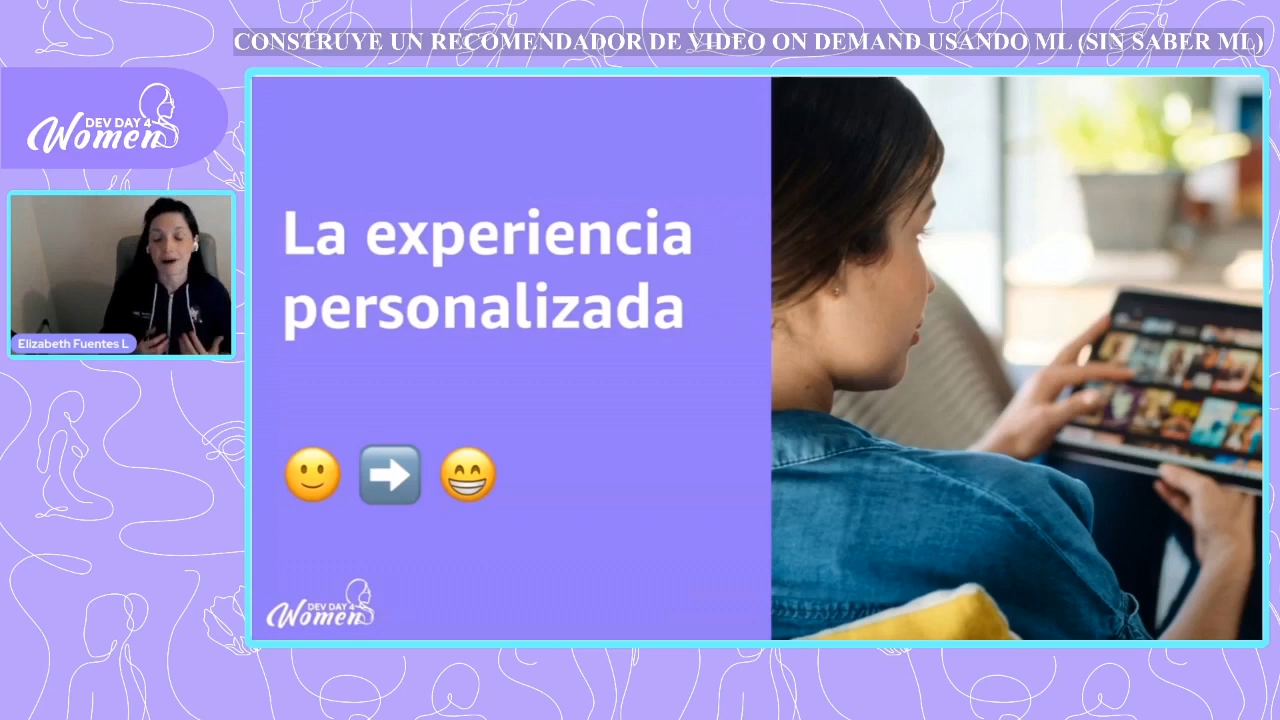 CONSTRUYE UN RECOMENDADOR DE VIDEO ON DEMAND USANDO ML (SIN SABER ML)
DEV DAY 4
Women
Elizabeth Fuentes L
La experiencia
personalizada
DEV DAY 4
Women